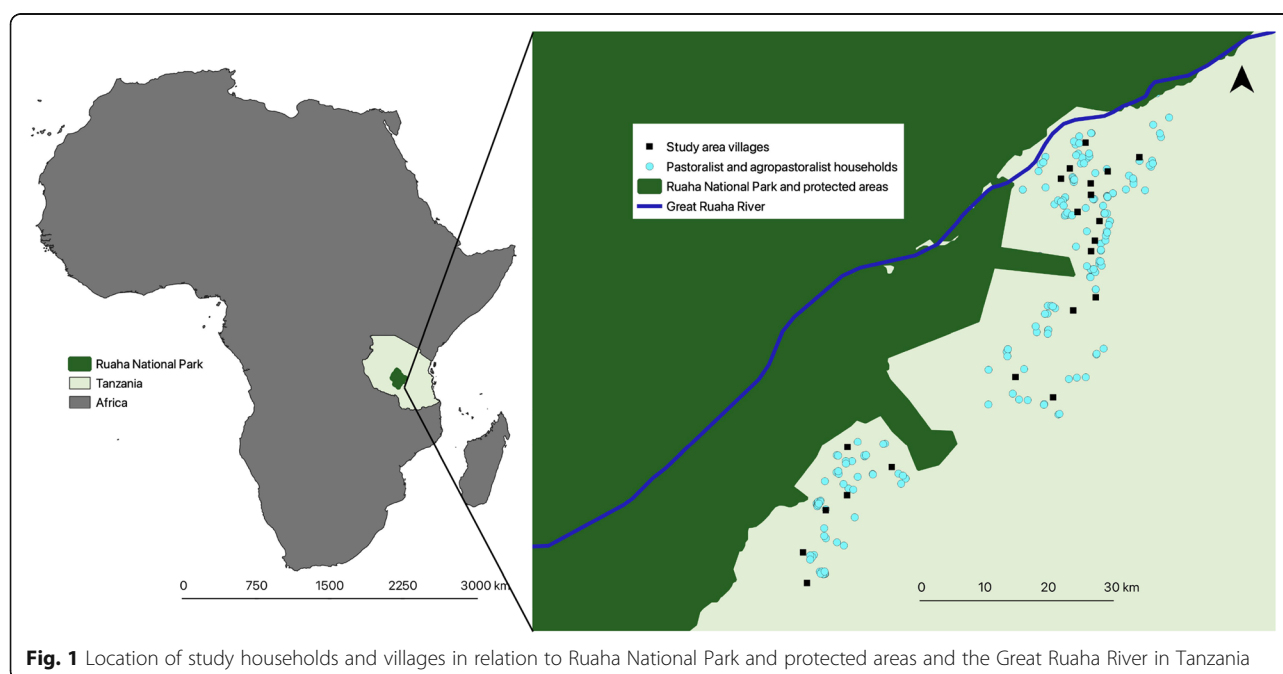 Ruaha National Park
Tanzania
Africa
0 750 1500 2250 3000 km
Study area villages
Pastoralist and agropastoralist households
Ruaha National Park and protected areas
Great Ruaha River
0 10 20 30 km
Fig. 1 Location of study households and villages in relation to Ruaha National Park and protected areas and the Great Ruaha River in Tanzania